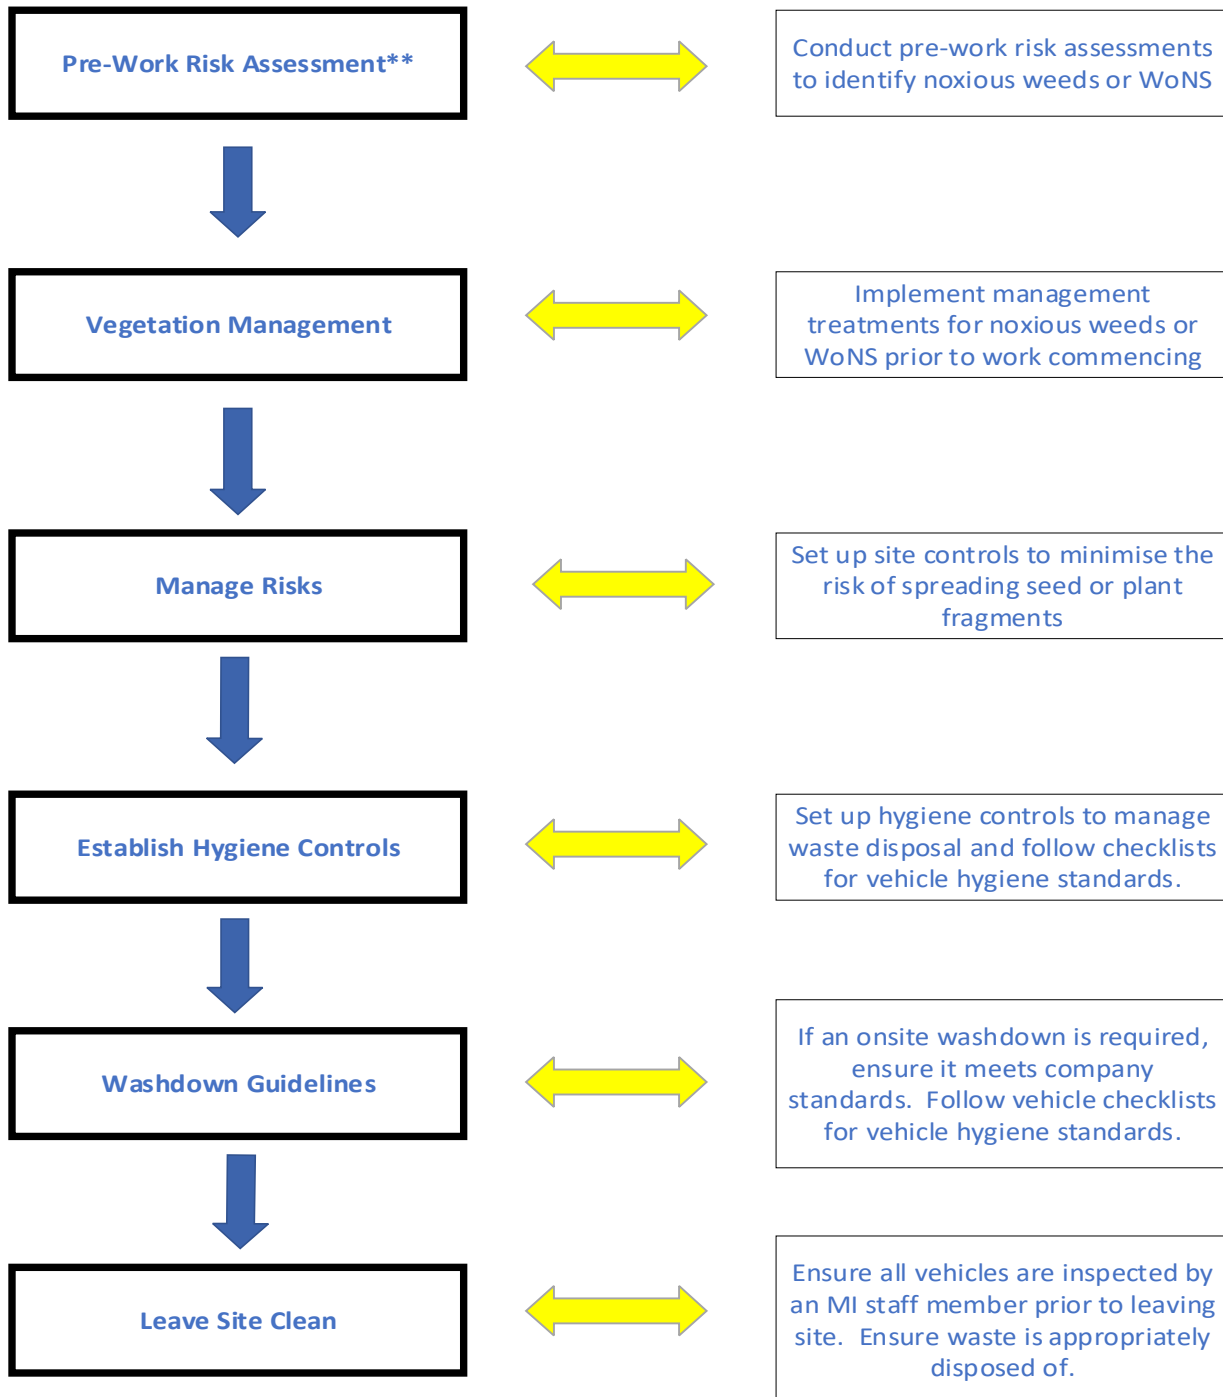 Pre-Work Risk Assessment**
Conduct pre-work risk assessments
to identify noxious weeds or WoNS
Vegetation Management
Implement management
treatments for noxious weeds or
WoNS prior to work commencing
Manage Risks
Set up site controls to minimise the
risk of spreading seed or plant
fragments
Establish Hygiene Controls
Set up hygiene controls to manage
waste disposal and follow checklists
for vehicle hygiene standards.
Washdown Guidelines
If an onsite washdown is required,
ensure it meets company
standards.  Follow vehicle checklists
for vehicle hygiene standards.
Leave Site Clean
Ensure all vehicles are inspected by
an MI staff member prior to leaving
site.  Ensure waste is appropriately
disposed of.